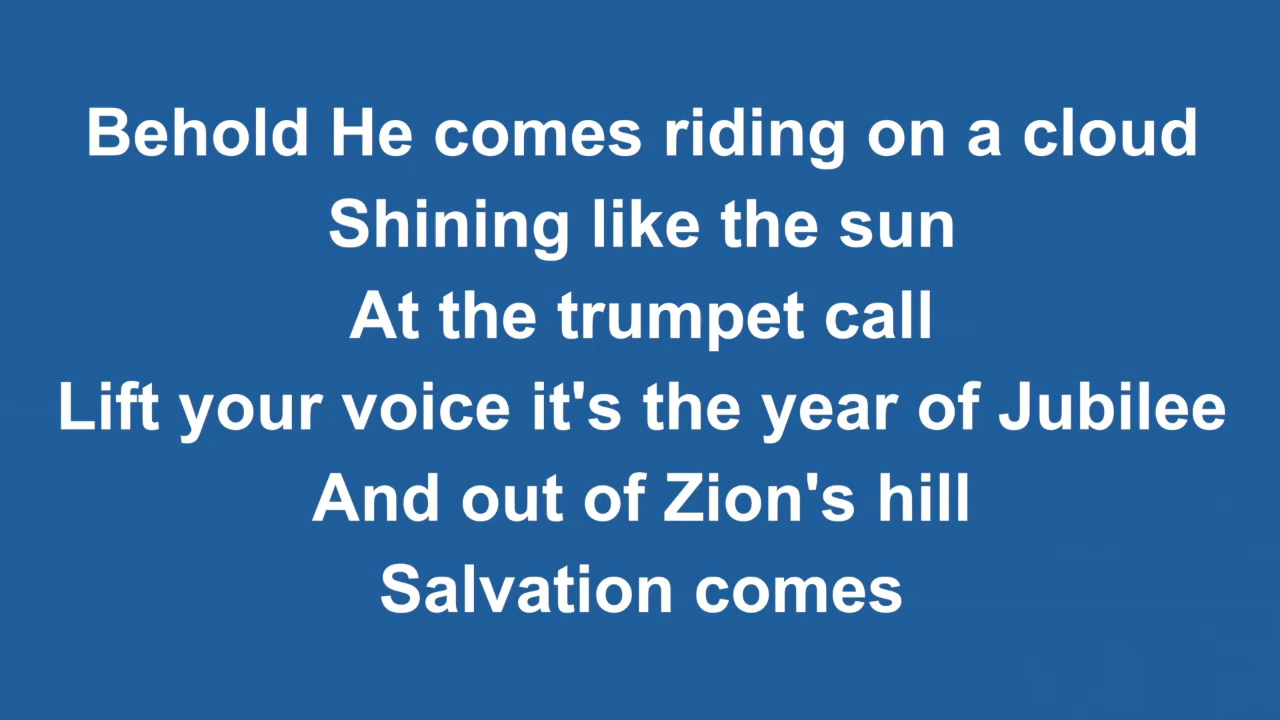 Behold He comes riding on a cloud
Shining like the sun
At the trumpet call
Lift your voice it's the year of Jubilee
And out of Zion's hill
Salvation comes